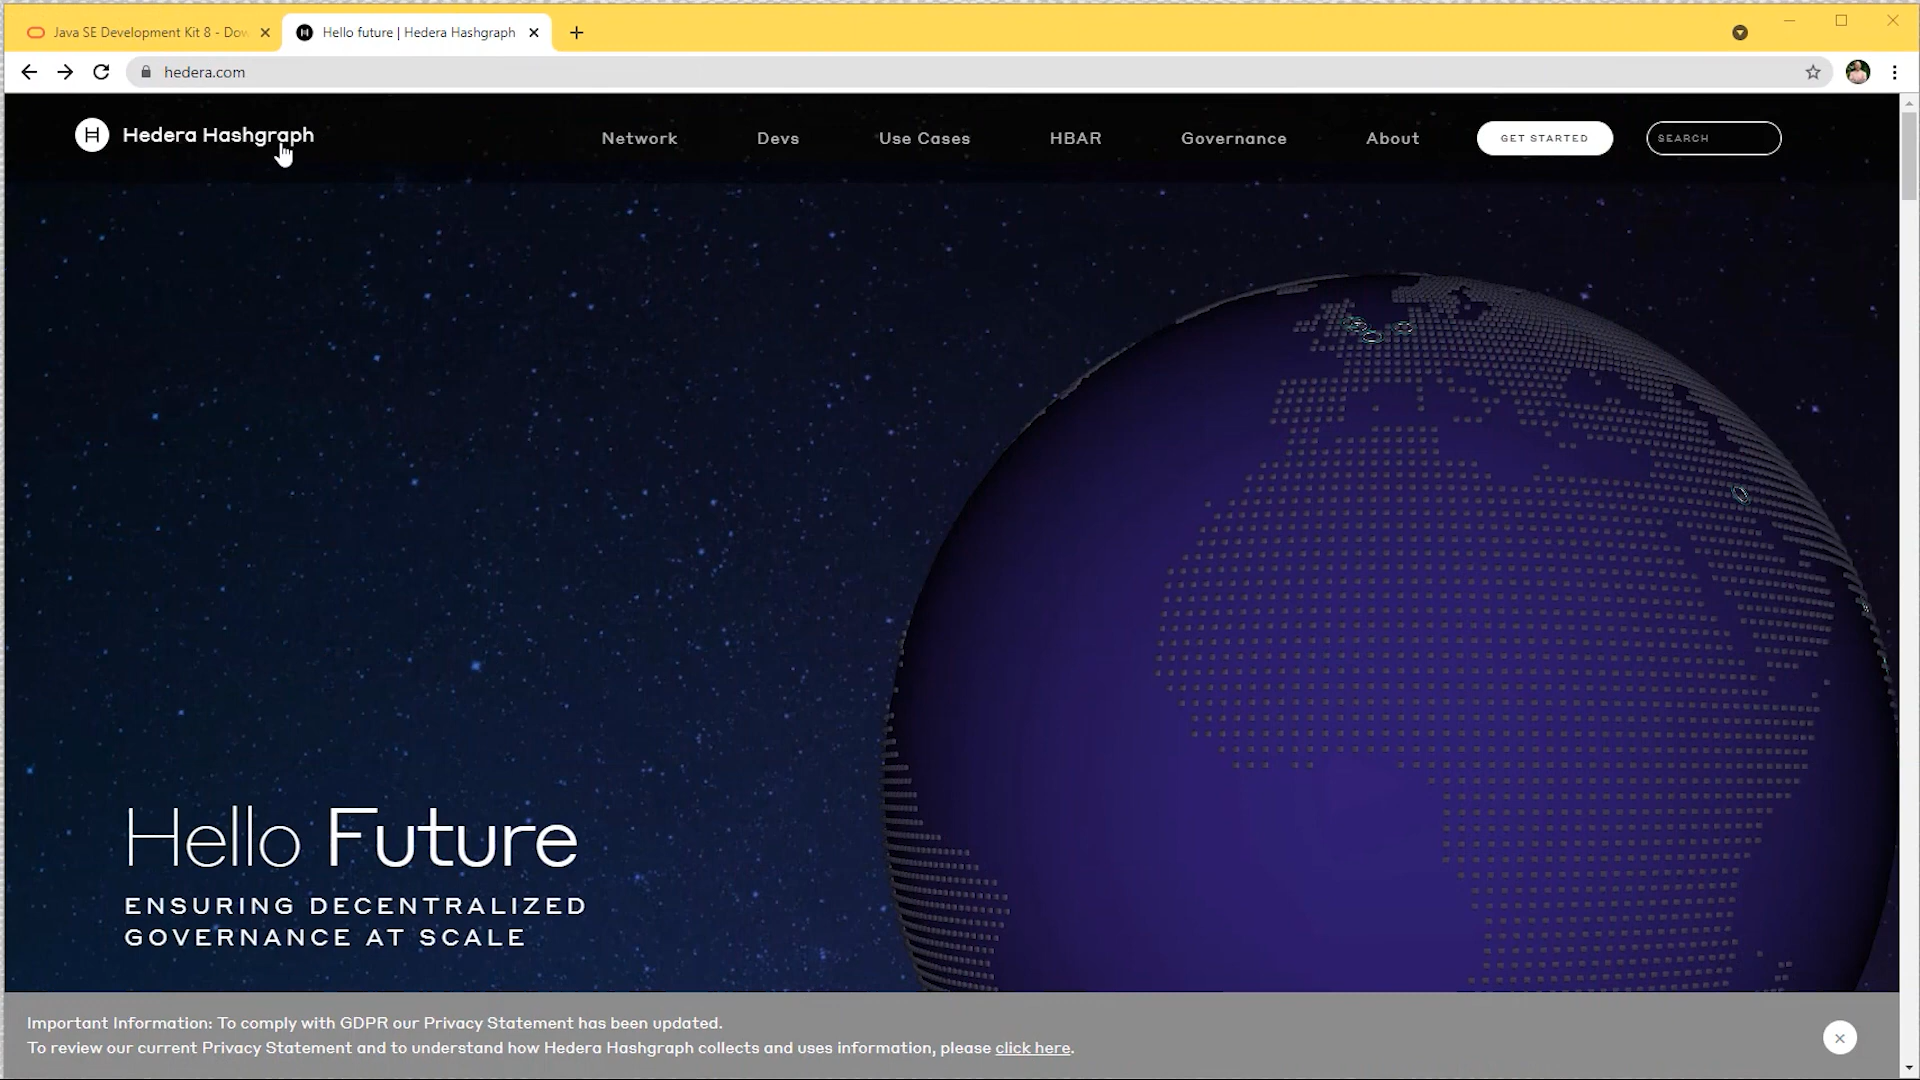 Java SE Development Kit 8 - Dow
Hello future | Hedera Hashgraph
hedera.com
H Hedera Hashgraph
Network
Devs
Use Cases
HBAR
Governance
About
GET STARTED
SEARCH
Hello Future
ENSURING DECENTRALIZED
GOVERNANCE AT SCALE
Important Information: To comply with GDPR our Privacy Statement has been updated.
To review our current Privacy Statement and to understand how Hedera Hashgraph collects and uses information, please click here.